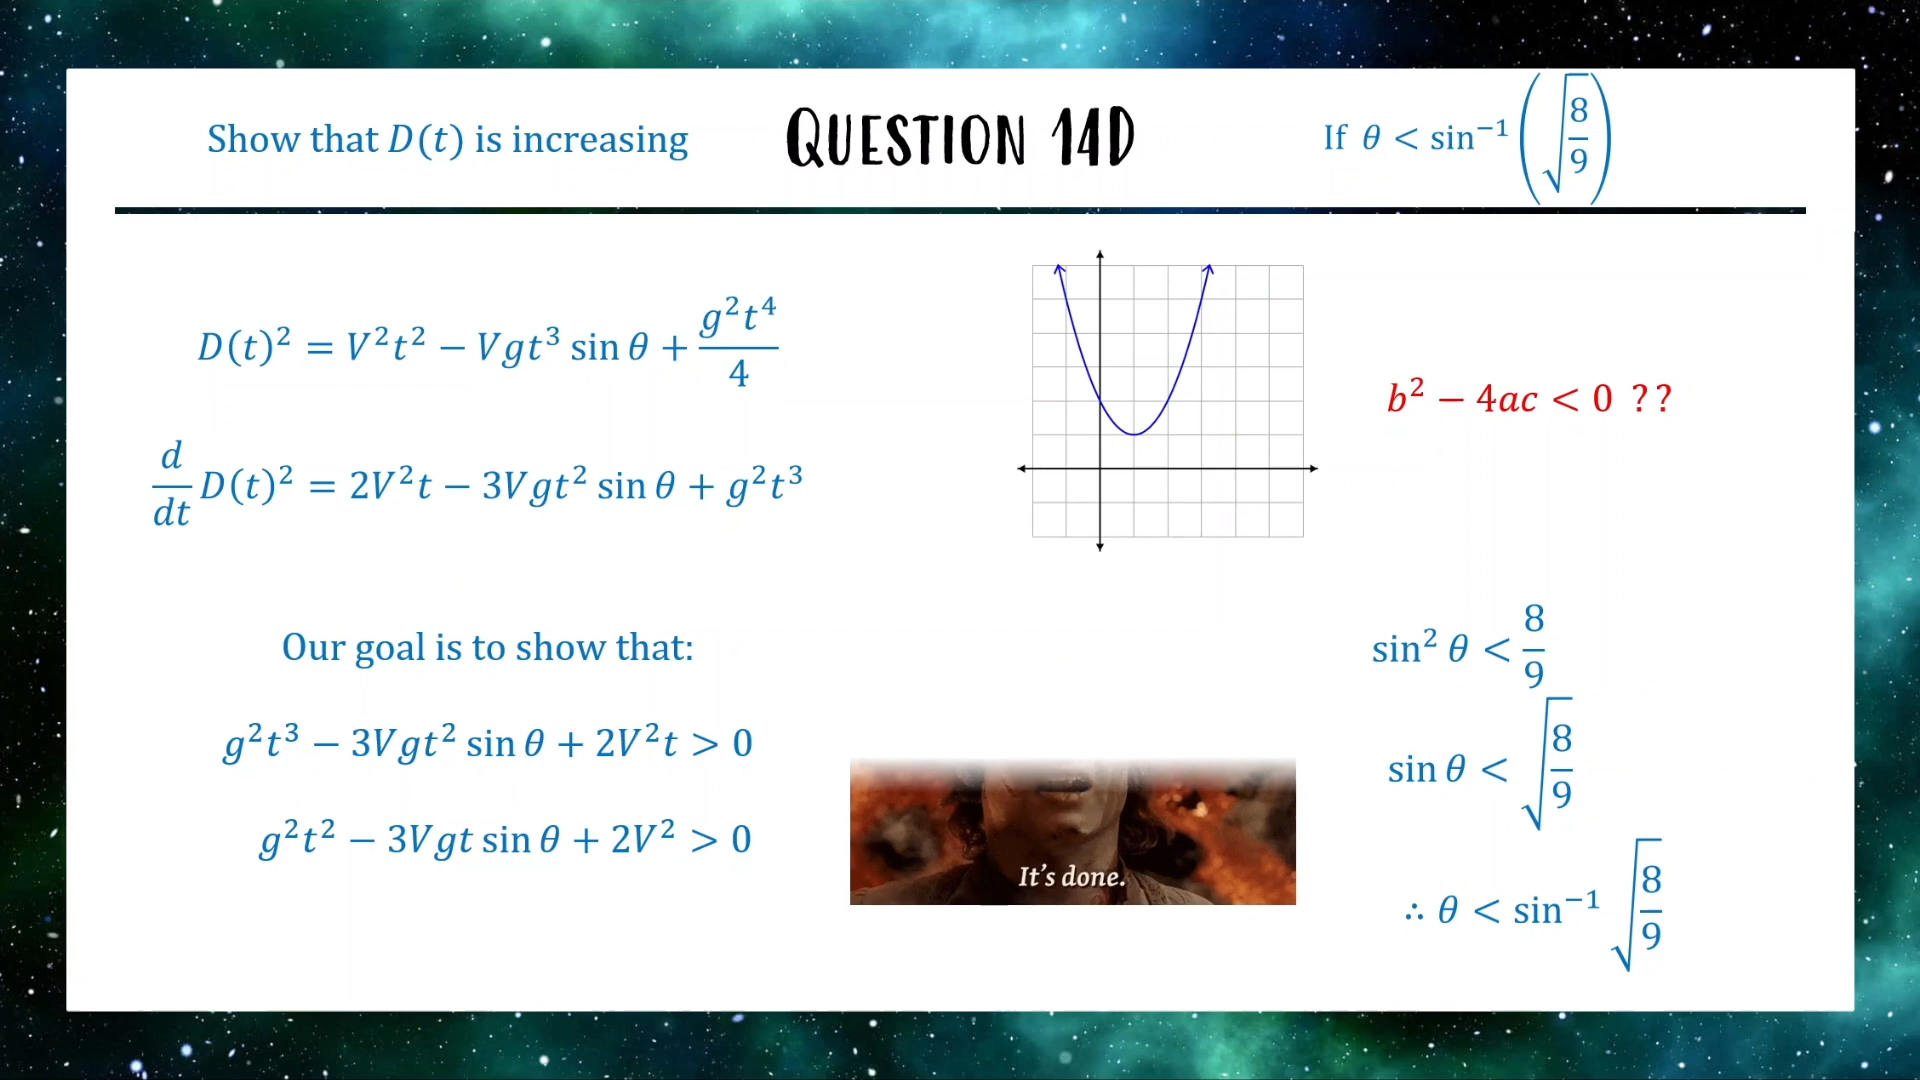 Show that D(t) is increasing
QUESTION 14D
If θ < sin⁻¹(√(8/9))
D(t)² = V²t² − Vgt³ sin θ + g²t⁴/4
b² − 4ac < 0 ??
d/dt D(t)² = 2V²t − 3Vgt² sin θ + g²t³
Our goal is to show that:
sin² θ < 8/9
g²t³ − 3Vgt² sin θ + 2V²t > 0
sin θ < √(8/9)
g²t² − 3Vgt sin θ + 2V² > 0
It's done.
∴ θ < sin⁻¹ √(8/9)